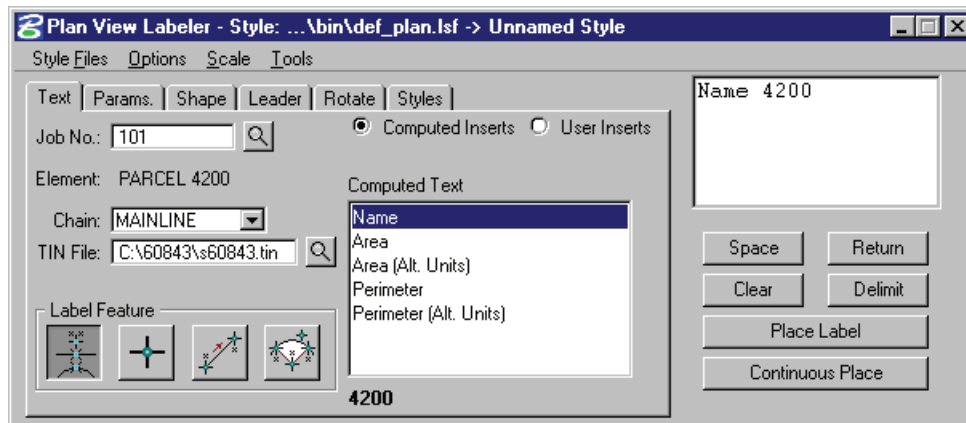 Plan View Labeler - Style: ...\bin\def_plan.lsf -> Unnamed Style
Style Files Options Scale Tools
Text Params. Shape Leader Rotate Styles
Job No.: 101
Computed Inserts User Inserts
Element: PARCEL 4200
Chain: MAINLINE
TIN File: C:\60843\s60843.tin
Label Feature
Computed Text
Name
Area
Area (Alt. Units)
Perimeter
Perimeter (Alt. Units)
4200
Name 4200
Space Return
Clear Delimit
Place Label
Continuous Place